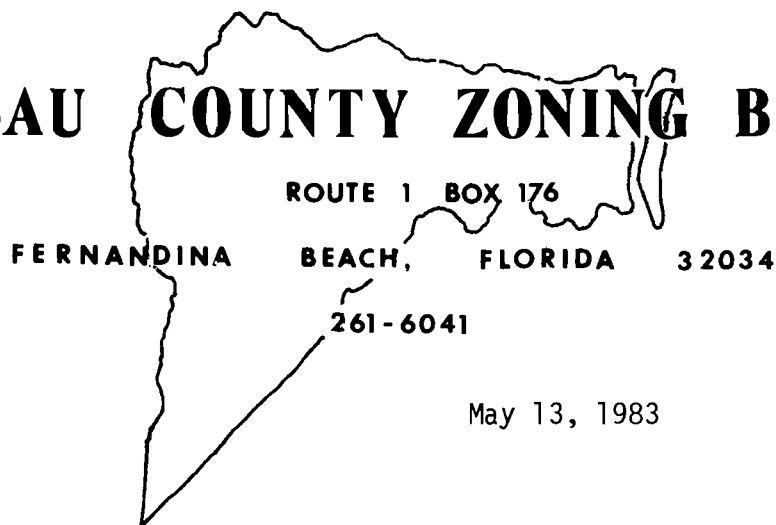 AU COUNTY ZONING B
ROUTE 1 BOX 176
FERNANDINA BEACH, FLORIDA 32034
261-6041
May 13, 1983